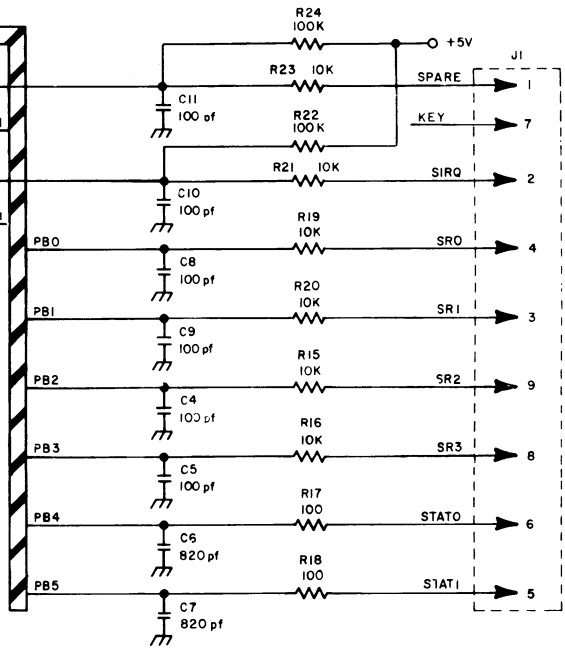 R24
100K
+5V
J1
R23 10K
SPARE
1
C11
100 pf
R22
100K
KEY
7
R21 10K
SIRQ
2
C10
100 pf
R19
10K
PB0
SR0
4
C8
100 pf
R20
10K
PB1
SR1
3
C9
100 pf
R15
10K
PB2
SR2
9
C4
100 pf
R16
10K
PB3
SR3
8
C5
100 pf
R17
100
PB4
STAT0
6
C6
820 pf
R18
100
PB5
STAT1
5
C7
820 pf